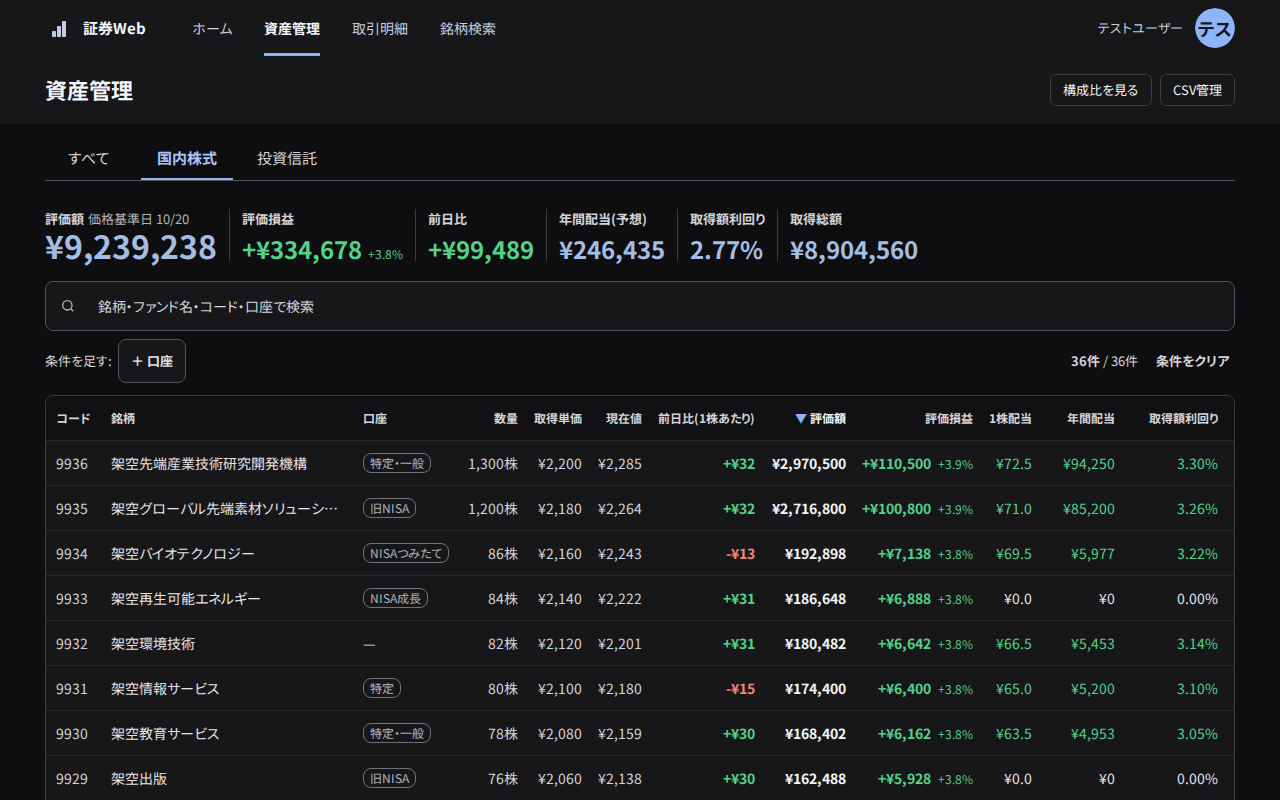 証券Web ホーム 資産管理 取引明細 銘柄検索 テストユーザー テス
資産管理 構成比を見る CSV管理
すべて 国内株式 投資信託
評価額 価格基準日 10/20 評価損益 前日比 年間配当(予想) 取得額利回り 取得総額
¥9,239,238 +¥334,678 +3.8% +¥99,489 ¥246,435 2.77% ¥8,904,560
銘柄・ファンド名・コード・口座で検索
条件を足す: ＋ 口座 36件 / 36件 条件をクリア
コード 銘柄 口座 数量 取得単価 現在値 前日比(1株あたり) ▼ 評価額 評価損益 1株配当 年間配当 取得額利回り
9936 架空先端産業技術研究開発機構 特定・一般 1,300株 ¥2,200 ¥2,285 +¥32 ¥2,970,500 +¥110,500 +3.9% ¥72.5 ¥94,250 3.30%
9935 架空グローバル先端素材ソリューシ… 旧NISA 1,200株 ¥2,180 ¥2,264 +¥32 ¥2,716,800 +¥100,800 +3.9% ¥71.0 ¥85,200 3.26%
9934 架空バイオテクノロジー NISAつみたて 86株 ¥2,160 ¥2,243 -¥13 ¥192,898 +¥7,138 +3.8% ¥69.5 ¥5,977 3.22%
9933 架空再生可能エネルギー NISA成長 84株 ¥2,140 ¥2,222 +¥31 ¥186,648 +¥6,888 +3.8% ¥0.0 ¥0 0.00%
9932 架空環境技術 — 82株 ¥2,120 ¥2,201 +¥31 ¥180,482 +¥6,642 +3.8% ¥66.5 ¥5,453 3.14%
9931 架空情報サービス 特定 80株 ¥2,100 ¥2,180 -¥15 ¥174,400 +¥6,400 +3.8% ¥65.0 ¥5,200 3.10%
9930 架空教育サービス 特定・一般 78株 ¥2,080 ¥2,159 +¥30 ¥168,402 +¥6,162 +3.8% ¥63.5 ¥4,953 3.05%
9929 架空出版 旧NISA 76株 ¥2,060 ¥2,138 +¥30 ¥162,488 +¥5,928 +3.8% ¥0.0 ¥0 0.00%